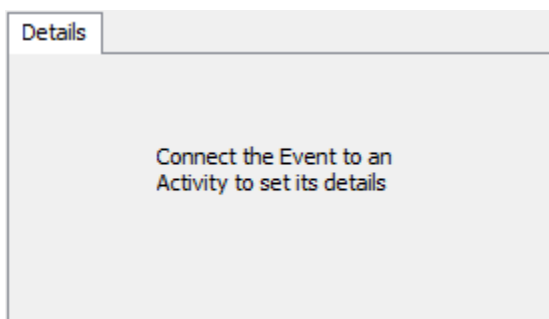 Details
Connect the Event to an
Activity to set its details